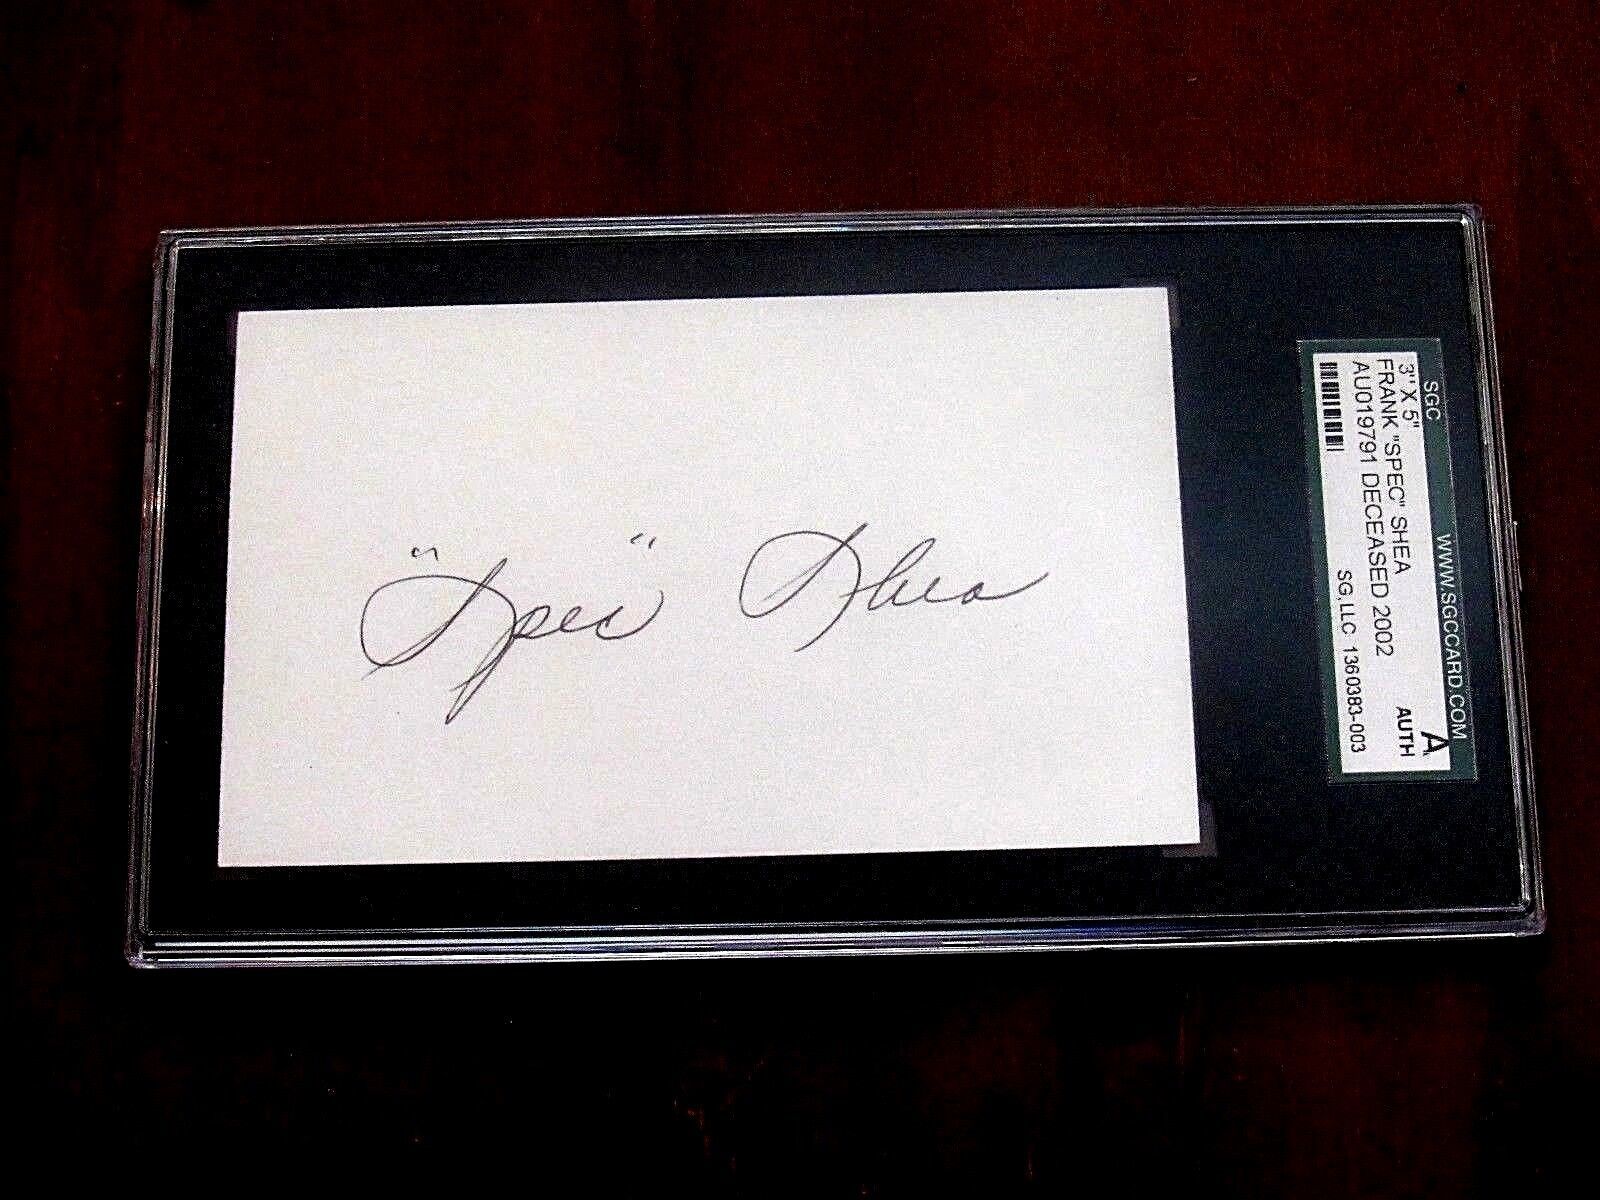 "Spec" Shea
SGC WWW.SGCCARD.COM
3" X 5" A
FRANK "SPEC" SHEA AUTH
AU019791 DECEASED 2002
SG,LLC 1360383-003